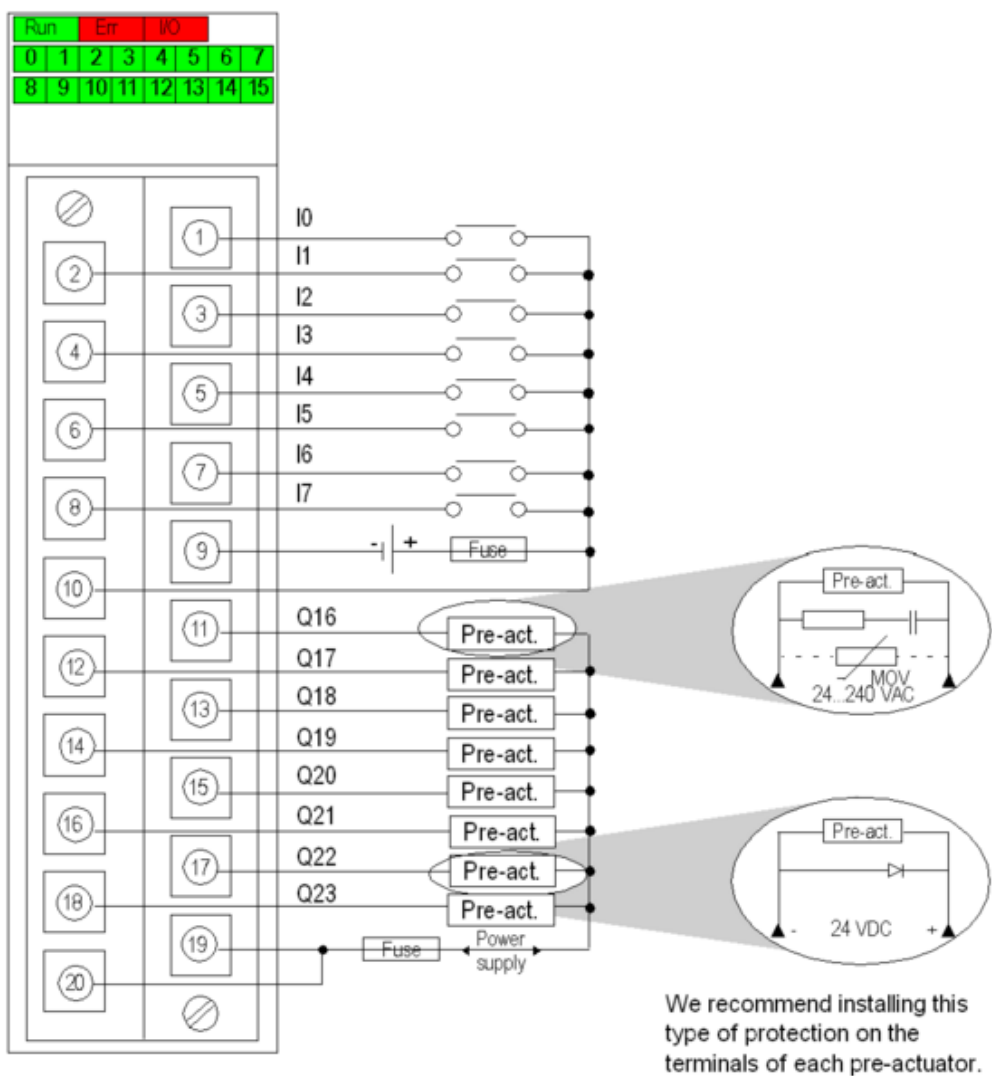 Run Err I/O
0 1 2 3 4 5 6 7
8 9 10 11 12 13 14 15
1 I0
2 I1
3 I2
4 I3
5 I4
6 I5
7 I6
8 I7
9 - + Fuse
10
11 Q16 Pre-act.
12 Q17 Pre-act.
13 Q18 Pre-act.
14 Q19 Pre-act.
15 Q20 Pre-act.
16 Q21 Pre-act.
17 Q22 Pre-act.
18 Q23 Pre-act.
19 Fuse Power
supply
20
Pre-act.
MOV
24...240 VAC
Pre-act.
- 24 VDC +
We recommend installing this
type of protection on the
terminals of each pre-actuator.